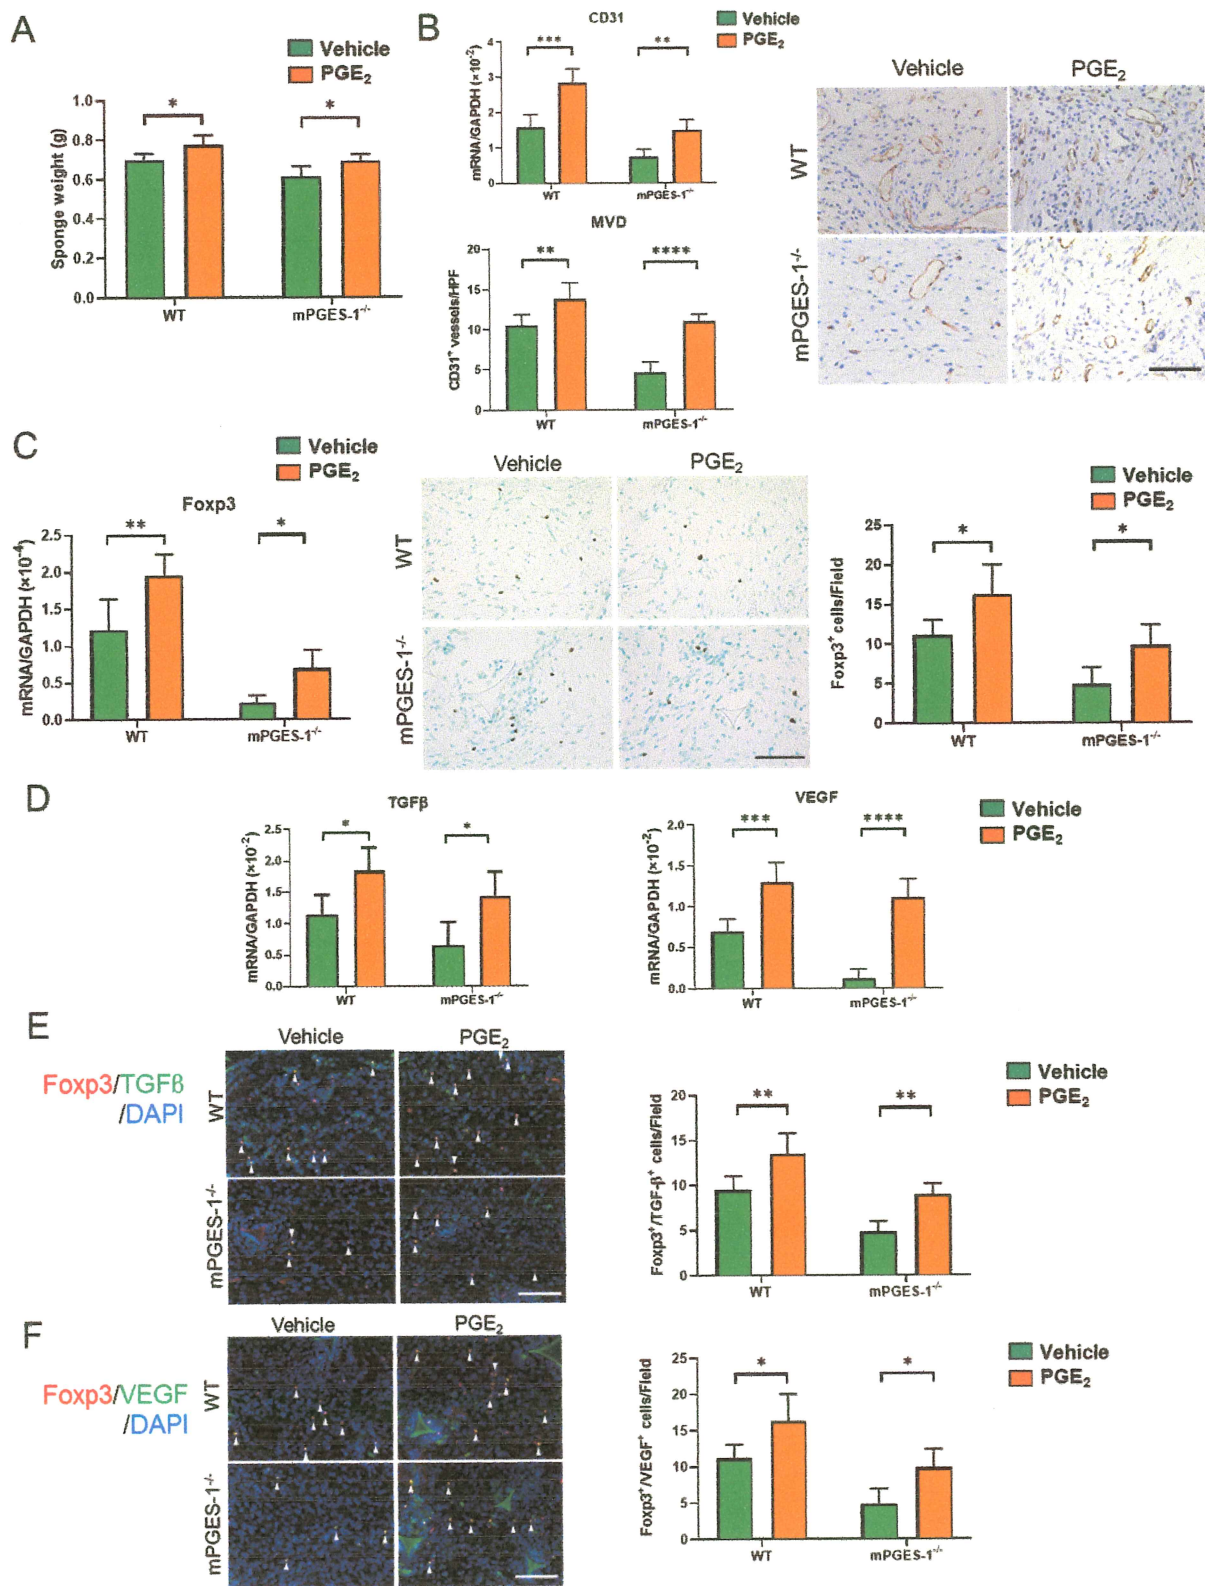 A
Vehicle
PGE₂
Sponge weight (g)
1.0
0.8
0.6
0.4
0.2
0.0
*
*
WT
mPGES-1⁻/⁻
B
CD31
Vehicle
PGE₂
mRNA/GAPDH (×10⁻²)
4
3
2
1
0
***
**
WT
mPGES-1⁻/⁻
MVD
CD31⁺ vessels/HPF
20
15
10
5
0
**
****
WT
mPGES-1⁻/⁻
Vehicle
PGE₂
WT
mPGES-1⁻/⁻
C
Vehicle
PGE₂
Foxp3
mRNA/GAPDH (×10⁻⁴)
2.5
2.0
1.5
1.0
0.5
0.0
**
*
WT
mPGES-1⁻/⁻
Vehicle
PGE₂
WT
mPGES-1⁻/⁻
Vehicle
PGE₂
Foxp3⁺ cells/Field
25
20
15
10
5
0
*
*
WT
mPGES-1⁻/⁻
D
TGFβ
mRNA/GAPDH (×10⁻²)
2.5
2.0
1.5
1.0
0.5
0.0
*
*
WT
mPGES-1⁻/⁻
VEGF
mRNA/GAPDH (×10⁻²)
2.0
1.5
1.0
0.5
0.0
***
****
WT
mPGES-1⁻/⁻
Vehicle
PGE₂
E
Foxp3/TGFβ
/DAPI
Vehicle
PGE₂
WT
mPGES-1⁻/⁻
Vehicle
PGE₂
Foxp3⁺/TGF-β⁺ cells/Field
20
15
10
5
0
**
**
WT
mPGES-1⁻/⁻
F
Foxp3/VEGF
/DAPI
Vehicle
PGE₂
WT
mPGES-1⁻/⁻
Vehicle
PGE₂
Foxp3⁺/VEGF⁺ cells/Field
25
20
15
10
5
0
*
*
WT
mPGES-1⁻/⁻